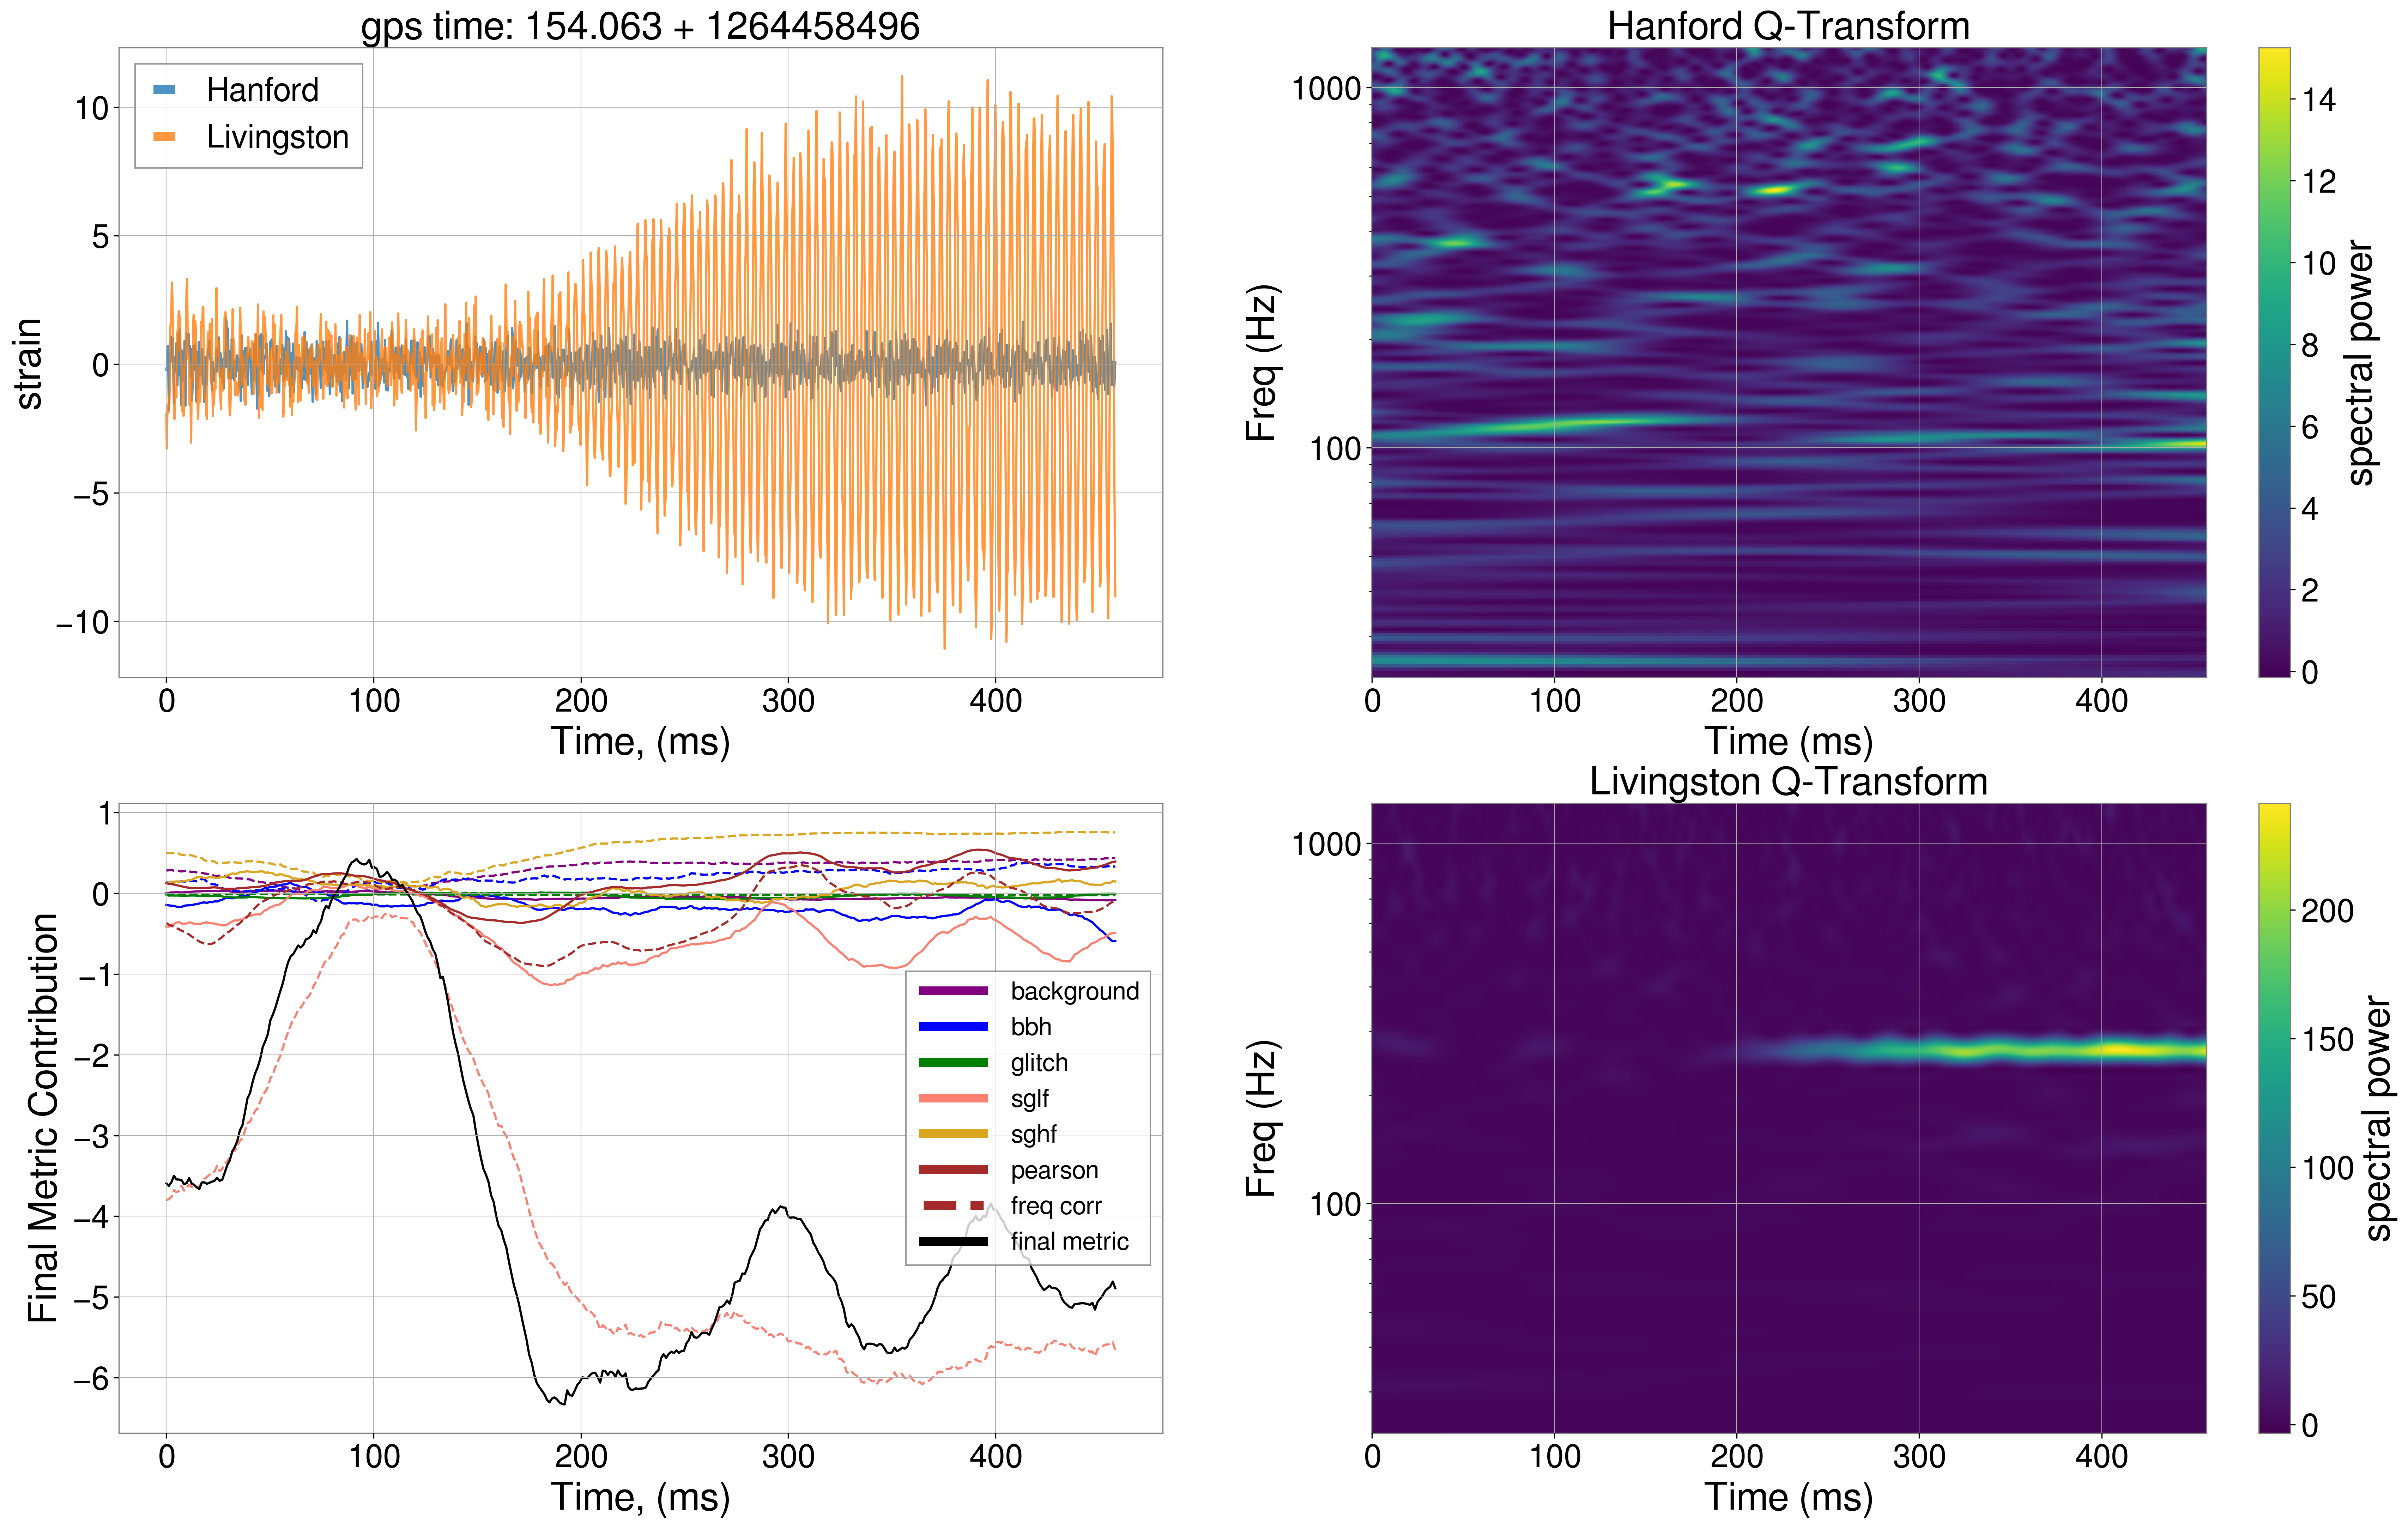 gps time: 154.063 + 1264458496
Hanford
Livingston
10
5
0
−5
−10
strain
0
100
200
300
400
Time, (ms)
Hanford Q-Transform
1000
100
Freq (Hz)
0
100
200
300
400
Time (ms)
14
12
10
8
6
4
2
0
spectral power
1
0
−1
−2
−3
−4
−5
−6
Final Metric Contribution
background
bbh
glitch
sglf
sghf
pearson
freq corr
final metric
0
100
200
300
400
Time, (ms)
Livingston Q-Transform
1000
100
Freq (Hz)
0
100
200
300
400
Time (ms)
200
150
100
50
0
spectral power